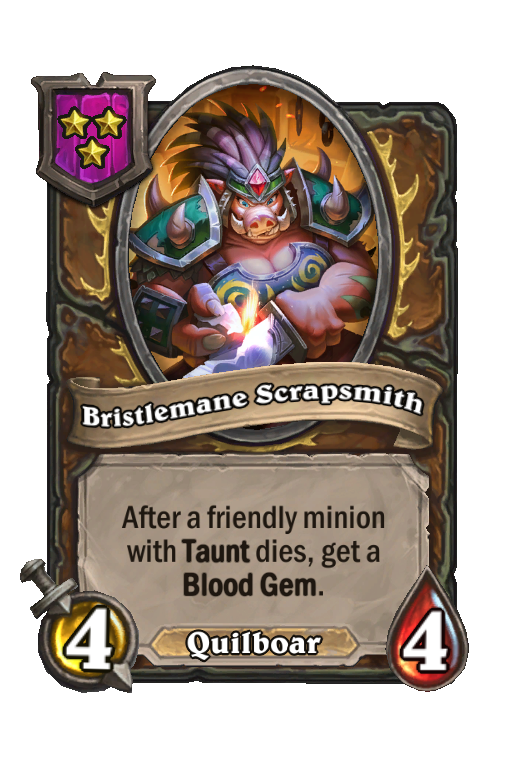 Bristlemane Scrapsmith
After a friendly minion
with Taunt dies, get a
Blood Gem.
4
Quilboar
4